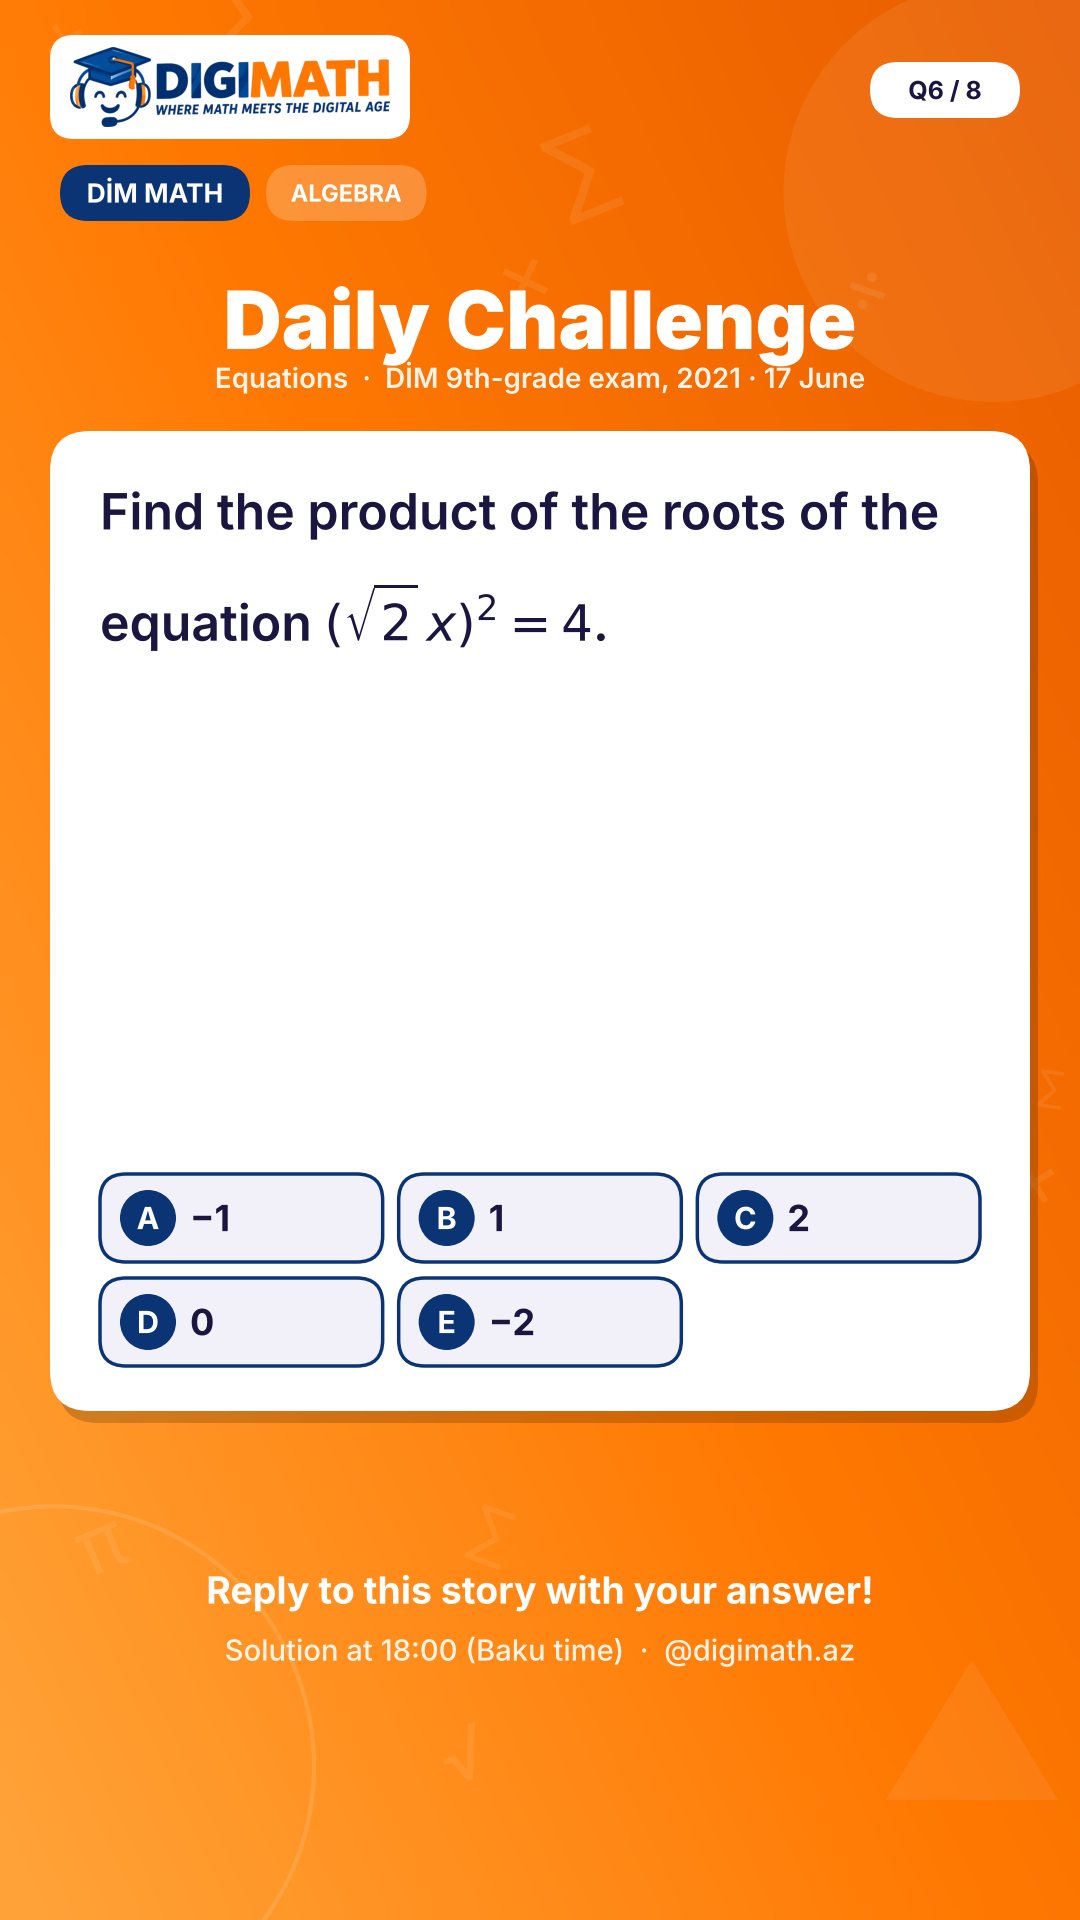 DIGIMATH
WHERE MATH MEETS THE DIGITAL AGE
Q6 / 8
DİM MATH
ALGEBRA
Daily Challenge
Equations · DİM 9th-grade exam, 2021 · 17 June
Find the product of the roots of the
equation (√2 x)² = 4.
A −1
B 1
C 2
D 0
E −2
Reply to this story with your answer!
Solution at 18:00 (Baku time) · @digimath.az